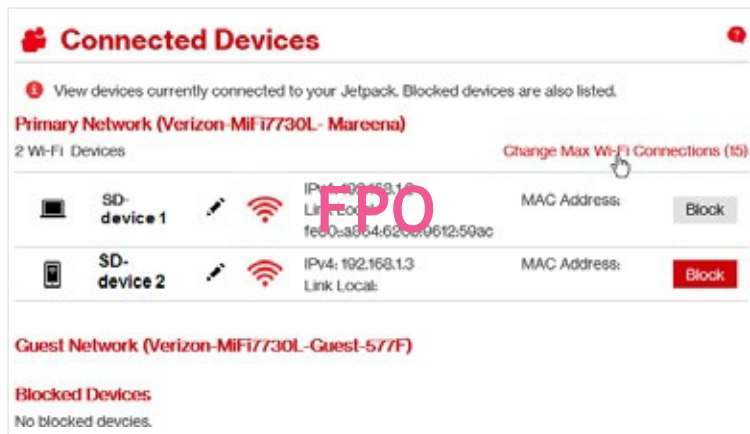 Connected Devices
View devices currently connected to your Jetpack. Blocked devices are also listed.
Primary Network (Verizon-MiFi7730L- Mareena)
2 Wi-Fi Devices
Change Max Wi-Fi Connections (15)
SD-
device 1
Link Local:
MAC Address:
Block
FPO
SD-
device 2
IPv4: 192.168.1.3
Link Local:
MAC Address:
Block
Guest Network (Verizon-MiFi7730L-Guest-577F)
Blocked Devices
No blocked devcies.